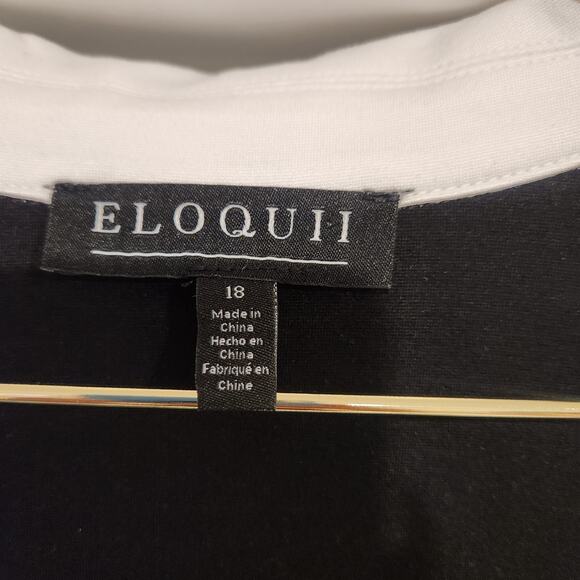 ELOQUII
18
Made in
China
Hecho en
China
Fabriqué en
Chine